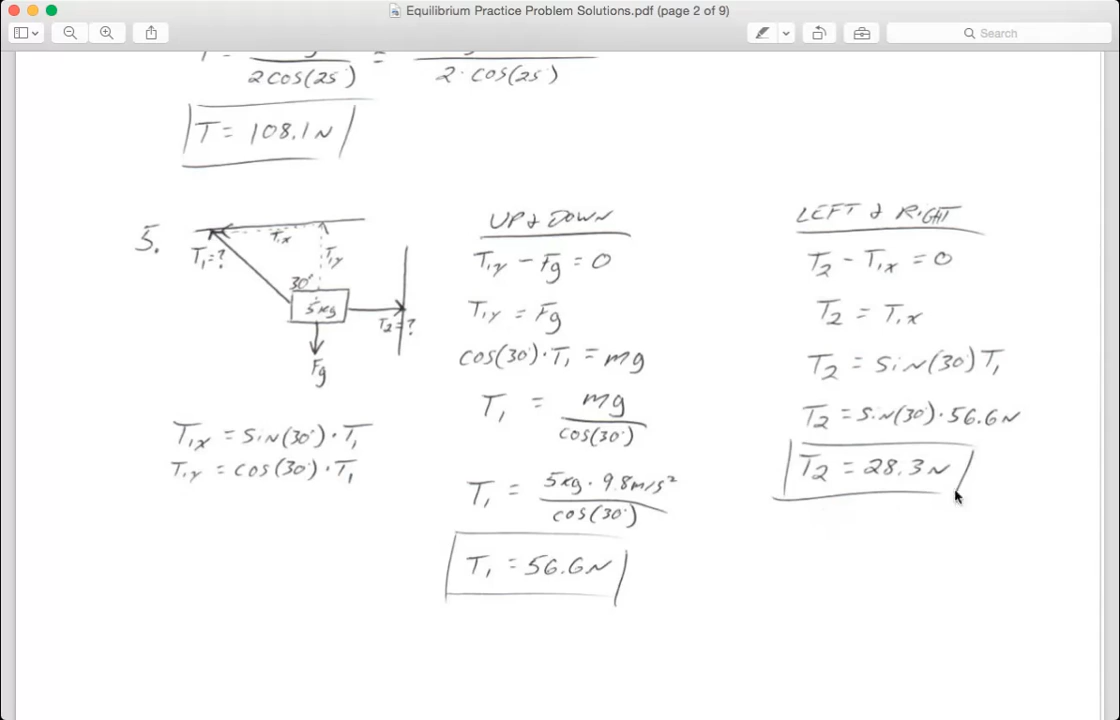 Equilibrium Practice Problem Solutions.pdf (page 2 of 9)
Search
2cos(25°) = 2·cos(25°)
T = 108.1N
5.
T₁x
T₁=?
T₁y
30°
5kg
T₂=?
Fg
T₁x = sin(30°)·T₁
T₁y = cos(30°)·T₁
UP & DOWN
T₁y - Fg = 0
T₁y = Fg
cos(30°)·T₁ = mg
T₁ = mg / cos(30°)
T₁ = 5kg · 9.8m/s² / cos(30°)
T₁ = 56.6N
LEFT & RIGHT
T₂ - T₁x = 0
T₂ = T₁x
T₂ = sin(30°)T₁
T₂ = sin(30°)·56.6N
T₂ = 28.3N